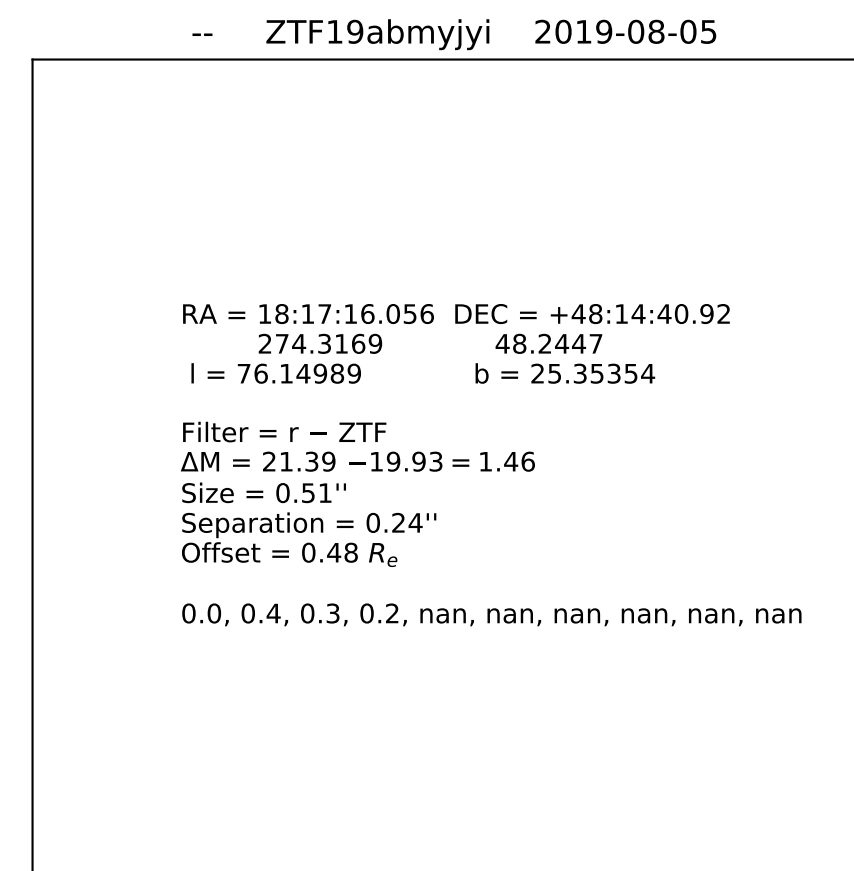 -- ZTF19abmyjyi 2019-08-05
RA = 18:17:16.056 DEC = +48:14:40.92
274.3169 48.2447
l = 76.14989 b = 25.35354
Filter = r − ZTF
ΔM = 21.39 −19.93 = 1.46
Size = 0.51''
Separation = 0.24''
Offset = 0.48 Re
0.0, 0.4, 0.3, 0.2, nan, nan, nan, nan, nan, nan